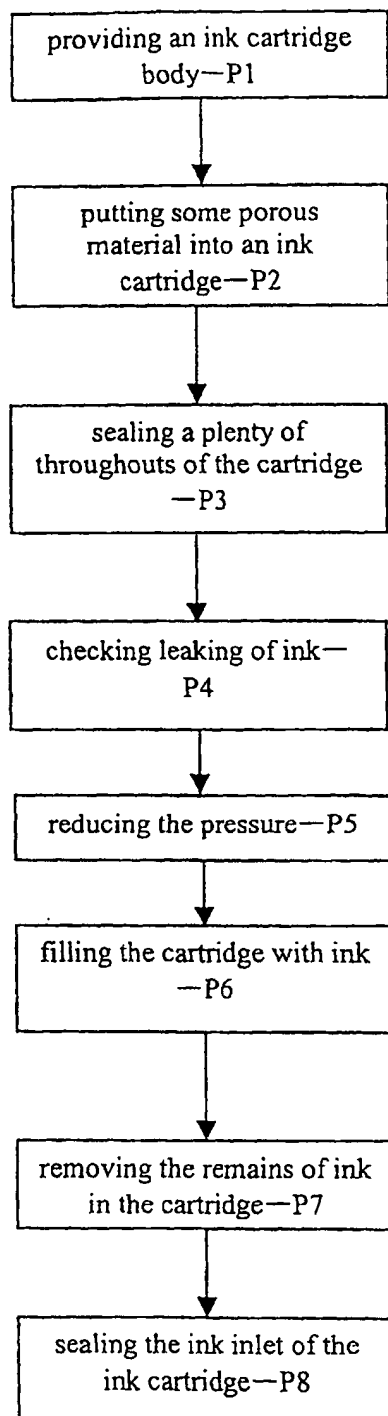 providing an ink cartridge
body—P1
putting some porous
material into an ink
cartridge—P2
sealing a plenty of
throughouts of the cartridge
—P3
checking leaking of ink—
P4
reducing the pressure—P5
filling the cartridge with ink
—P6
removing the remains of ink
in the cartridge—P7
sealing the ink inlet of the
ink cartridge—P8